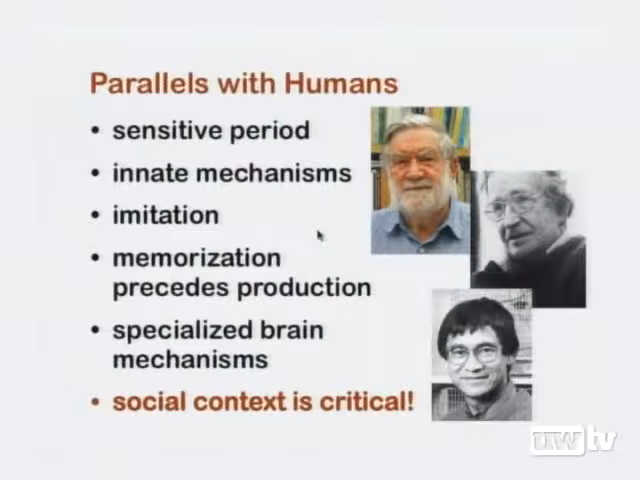 Parallels with Humans
• sensitive period
• innate mechanisms
• imitation
• memorization
precedes production
• specialized brain
mechanisms
• social context is critical!
uwtv